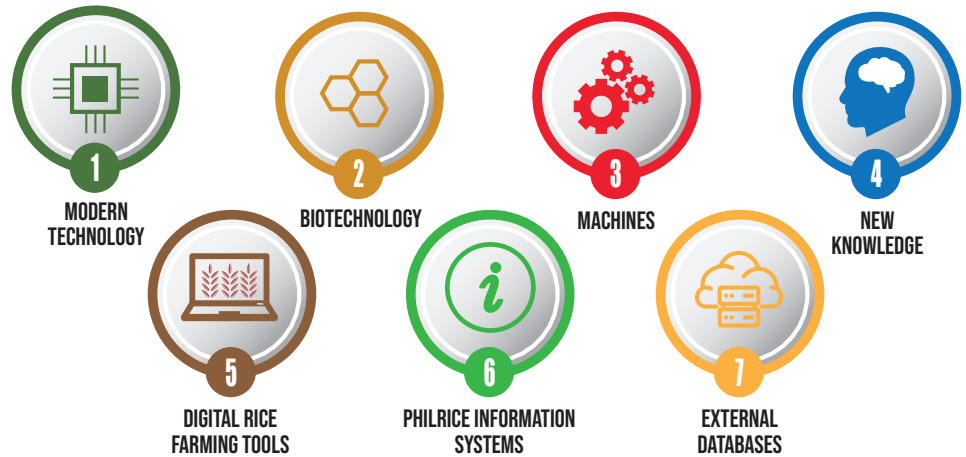 1
MODERN
TECHNOLOGY
2
BIOTECHNOLOGY
3
MACHINES
4
NEW
KNOWLEDGE
5
DIGITAL RICE
FARMING TOOLS
6
PHILRICE INFORMATION
SYSTEMS
7
EXTERNAL
DATABASES